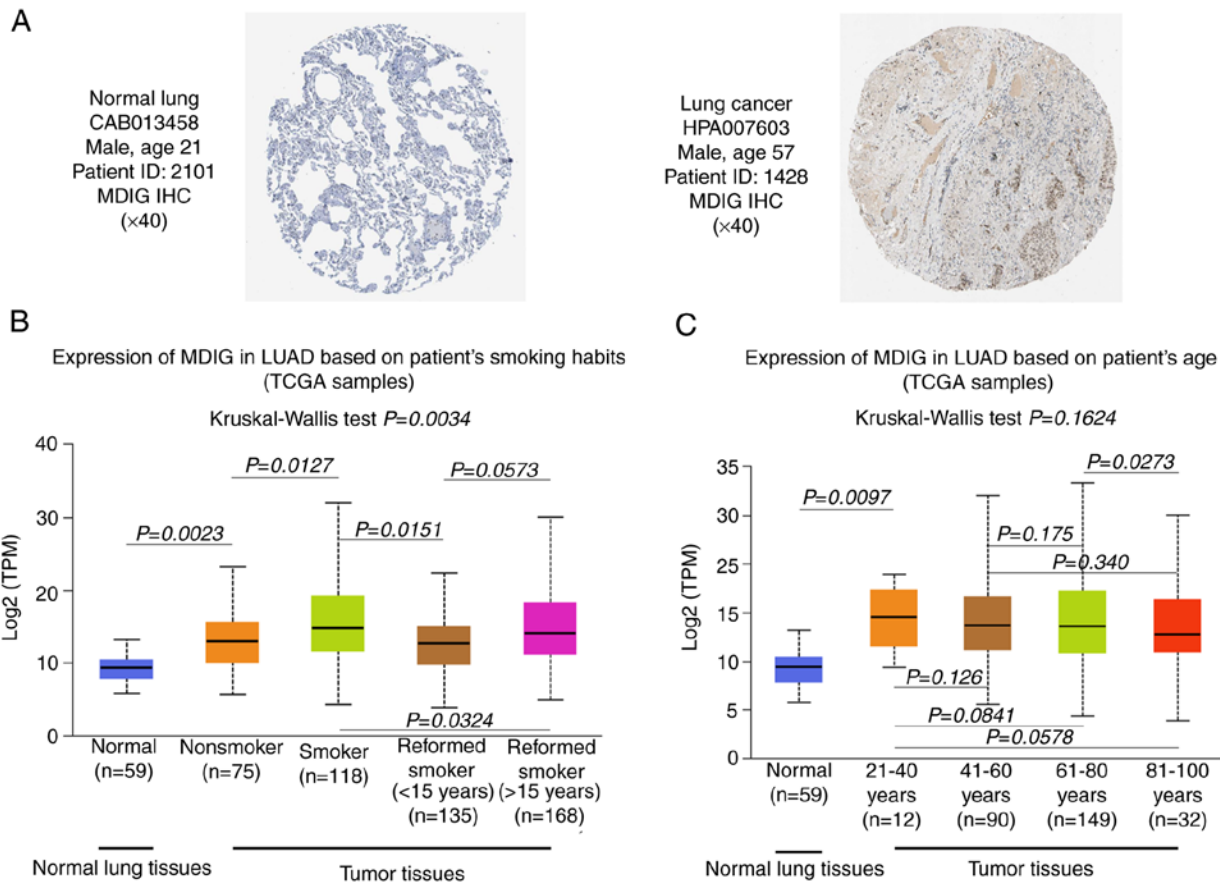 A
Normal lung
CAB013458
Male, age 21
Patient ID: 2101
MDIG IHC
(×40)
Lung cancer
HPA007603
Male, age 57
Patient ID: 1428
MDIG IHC
(×40)
B
Expression of MDIG in LUAD based on patient's smoking habits
(TCGA samples)
Kruskal-Wallis test P=0.0034
Log2 (TPM)
40
30
20
10
0
P=0.0023
P=0.0127
P=0.0151
P=0.0573
P=0.0324
Normal
(n=59)
Nonsmoker
(n=75)
Smoker
(n=118)
Reformed
smoker
(<15 years)
(n=135)
Reformed
smoker
(>15 years)
(n=168)
Normal lung tissues
Tumor tissues
C
Expression of MDIG in LUAD based on patient's age
(TCGA samples)
Kruskal-Wallis test P=0.1624
Log2 (TPM)
35
30
25
15
10
5
0
P=0.0097
P=0.0273
P=0.175
P=0.340
P=0.126
P=0.0841
P=0.0578
Normal
(n=59)
21-40
years
(n=12)
41-60
years
(n=90)
61-80
years
(n=149)
81-100
years
(n=32)
Normal lung tissues
Tumor tissues